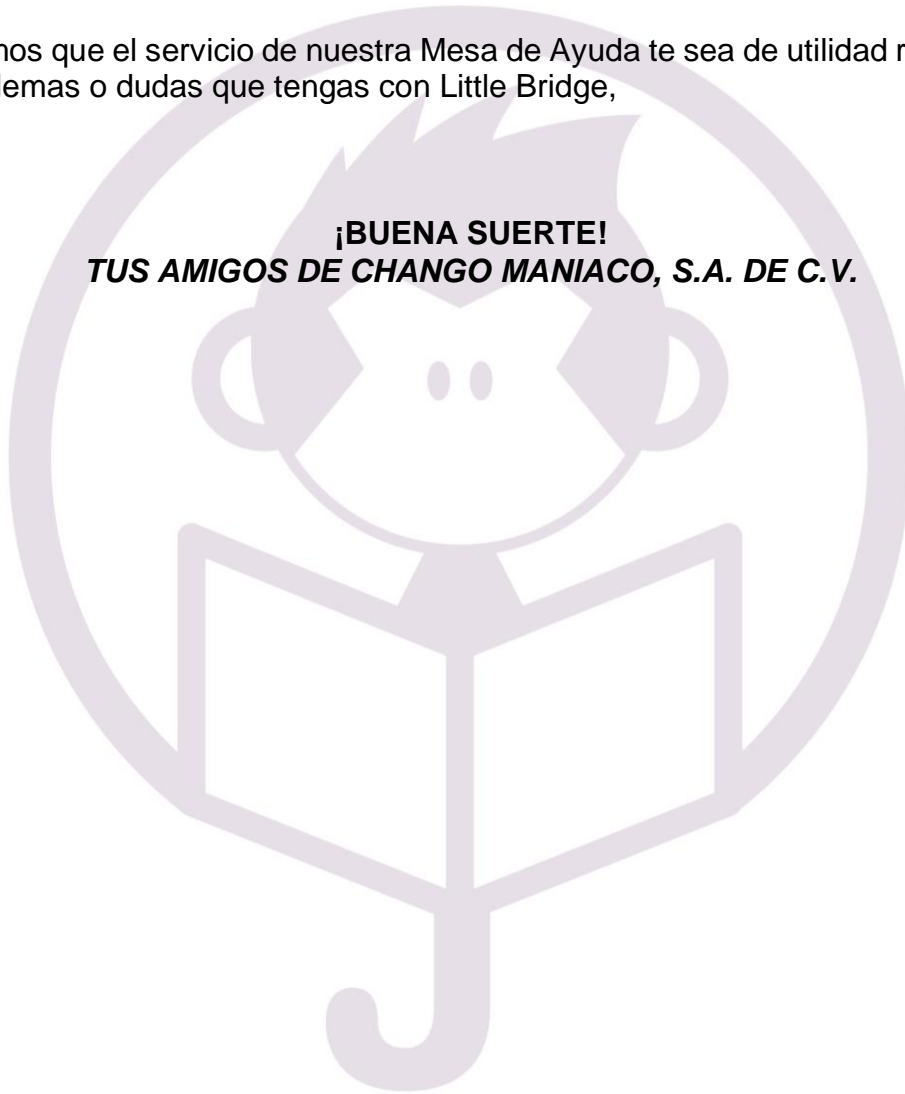 mos que el servicio de nuestra Mesa de Ayuda te sea de utilidad
lemas o dudas que tengas con Little Bridge,
¡BUENA SUERTE!
TUS AMIGOS DE CHANGO MANIACO, S.A. DE C.V.